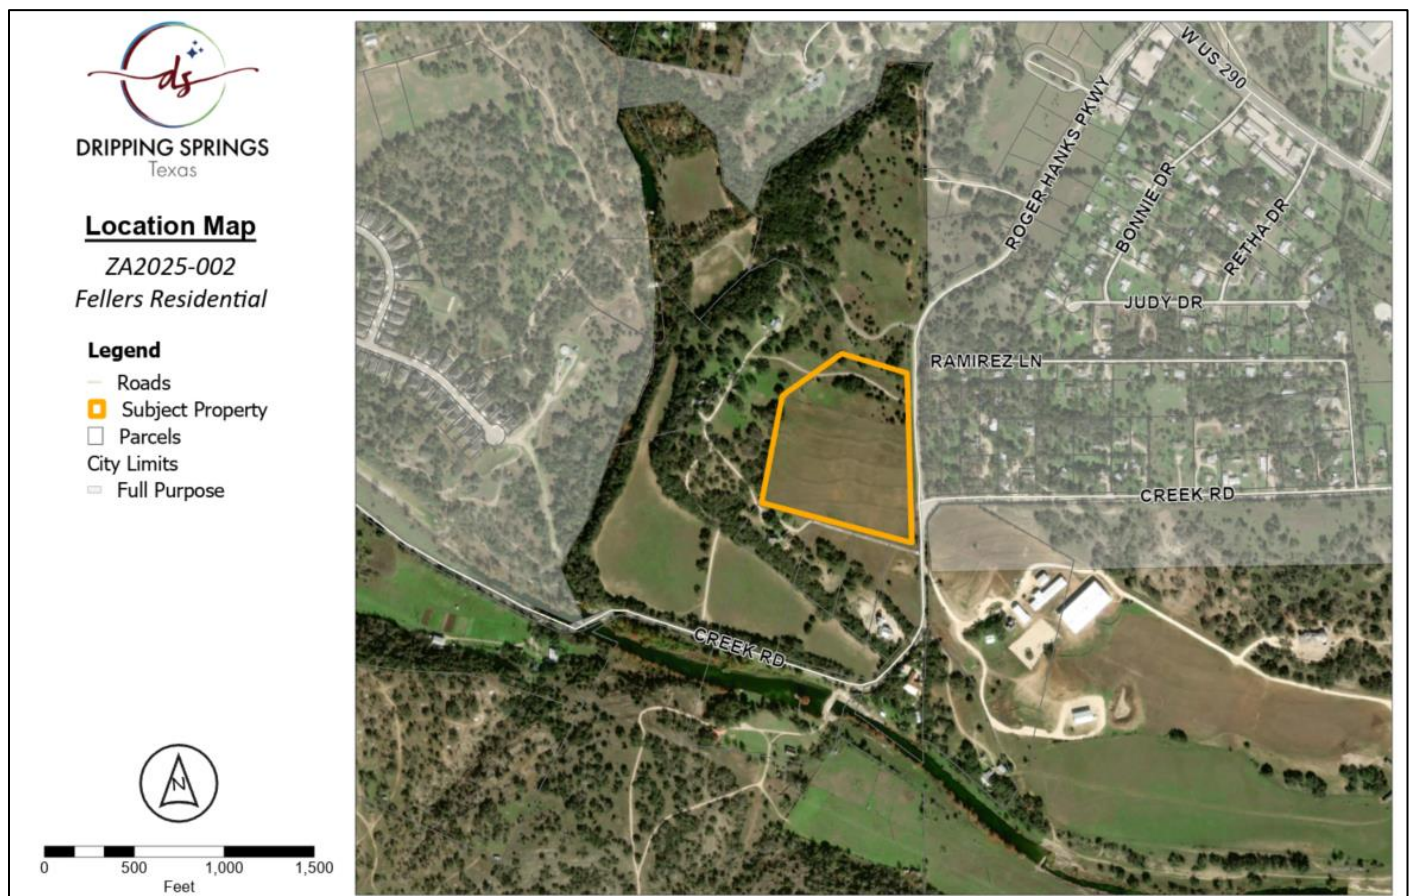 ds
DRIPPING SPRINGS
Texas
Location Map
ZA2025-002
Fellers Residential
Legend
Roads
Subject Property
Parcels
City Limits
Full Purpose
N
0 500 1,000 1,500
Feet
W US 290
ROGER HANKS PKWY
BONNIE DR
RETHA DR
JUDY DR
RAMIREZ LN
CREEK RD
CREEK RD